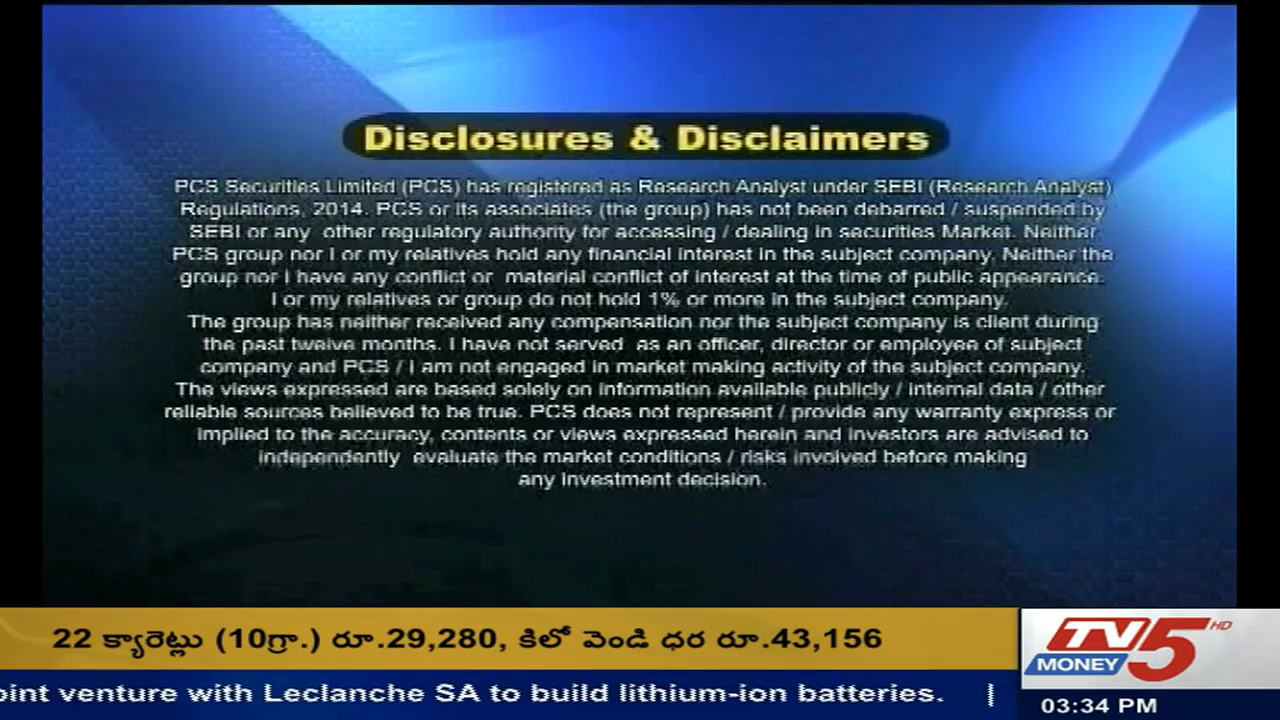 Disclosures & Disclaimers
PCS Securities Limited (PCS) has registered as Research Analyst under SEBI (Research Analyst)
Regulations, 2014. PCS or its associates (the group) has not been debarred / suspended by
SEBI or any other regulatory authority for accessing / dealing in securities Market. Neither
PCS group nor I or my relatives hold any financial interest in the subject company. Neither the
group nor I have any conflict or material conflict of interest at the time of public appearance.
I or my relatives or group do not hold 1% or more in the subject company.
The group has neither received any compensation nor the subject company is client during
the past twelve months. I have not served as an officer, director or employee of subject
company and PCS / I am not engaged in market making activity of the subject company.
The views expressed are based solely on information available publicly / internal data / other
reliable sources believed to be true. PCS does not represent / provide any warranty express or
implied to the accuracy, contents or views expressed herein and investors are advised to
independently evaluate the market conditions / risks involved before making
any investment decision.
22 క్యారెట్లు (10గ్రా.) రూ.29,280, కిలో వెండి ధర రూ.43,156
TV5 HD
MONEY
oint venture with Leclanche SA to build lithium-ion batteries. |
03:34 PM